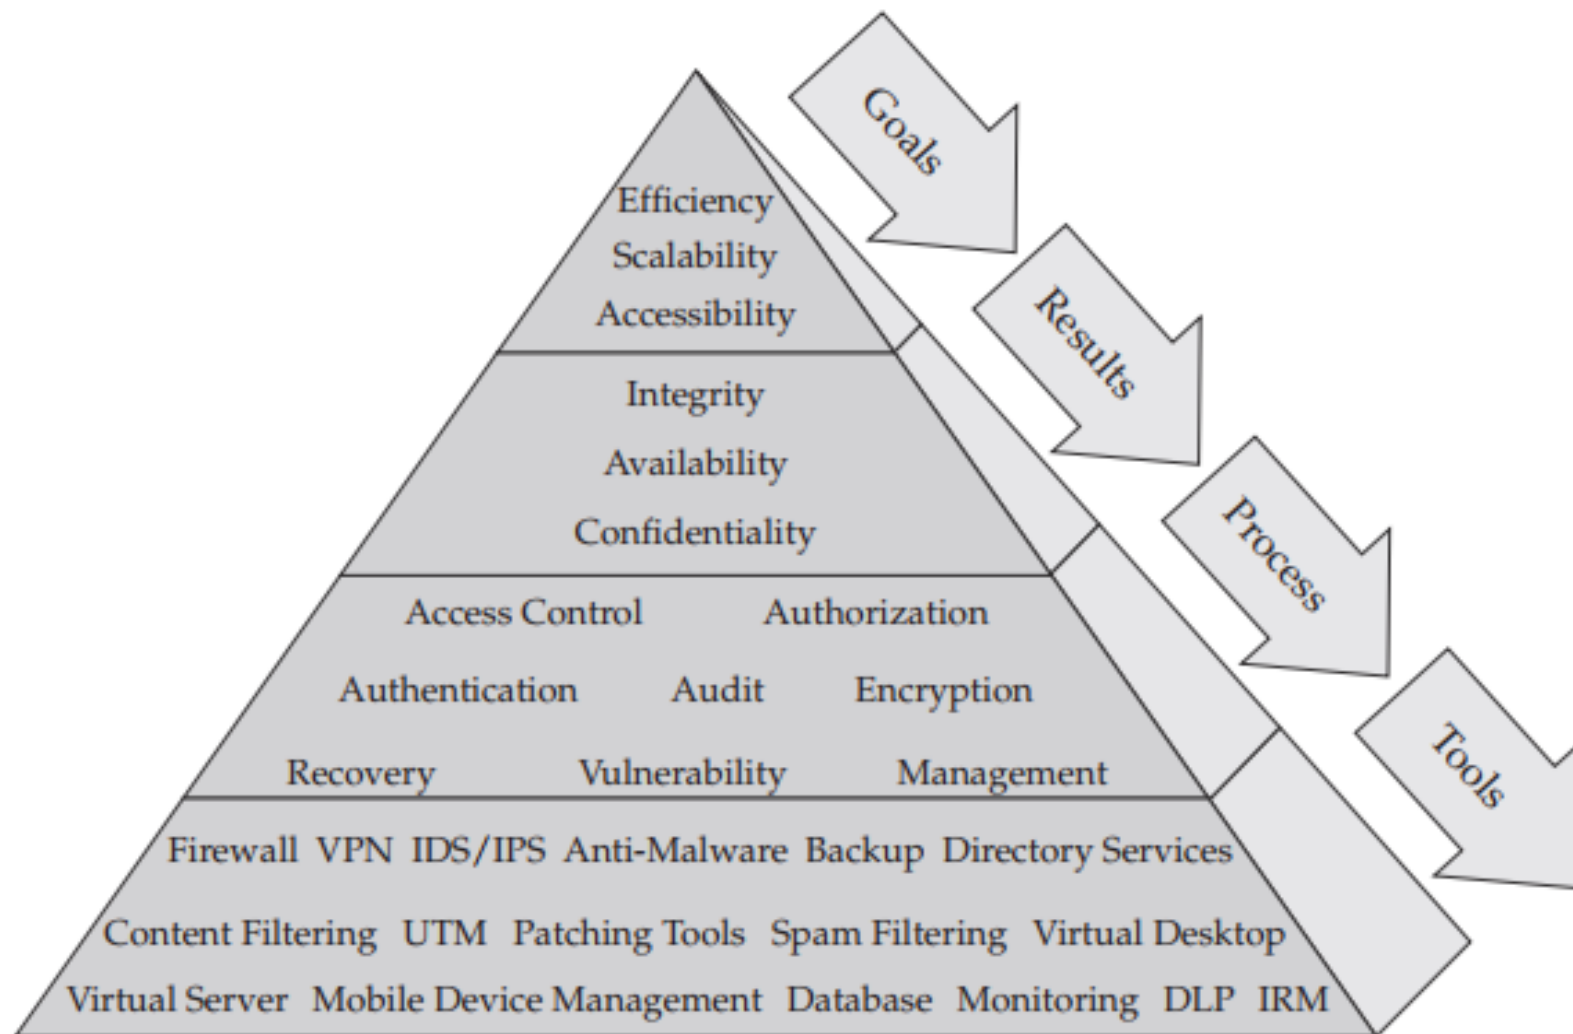 Efficiency
Scalability
Accessibility
Integrity
Availability
Confidentiality
Access Control Authorization
Authentication Audit Encryption
Recovery Vulnerability Management
Firewall VPN IDS/IPS Anti-Malware Backup Directory Services
Content Filtering UTM Patching Tools Spam Filtering Virtual Desktop
Virtual Server Mobile Device Management Database Monitoring DLP IRM
Goals
Results
Process
Tools